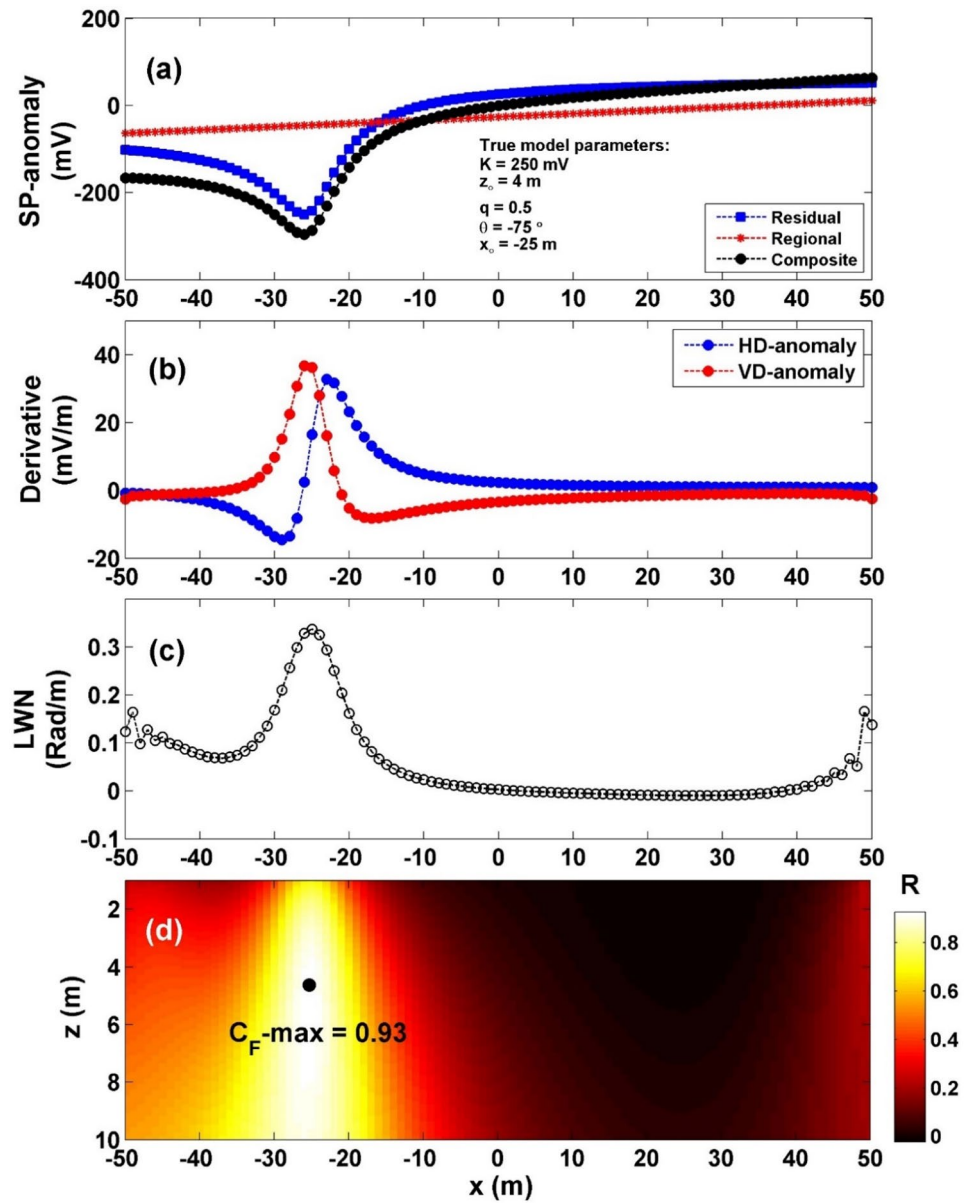 200
0
-200
-400
SP-anomaly
(mV)
(a)
True model parameters:
K = 250 mV
z_o = 4 m
q = 0.5
θ = -75 °
x_o = -25 m
Residual
Regional
Composite
-50 -40 -30 -20 -10 0 10 20 30 40 50
40
20
0
-20
Derivative
(mV/m)
(b)
HD-anomaly
VD-anomaly
-50 -40 -30 -20 -10 0 10 20 30 40 50
0.3
0.2
0.1
0
-0.1
LWN
(Rad/m)
(c)
-50 -40 -30 -20 -10 0 10 20 30 40 50
2
4
6
8
10
z (m)
(d)
C_F-max = 0.93
R
0.8
0.6
0.4
0.2
0
-50 -40 -30 -20 -10 0 10 20 30 40 50
x (m)